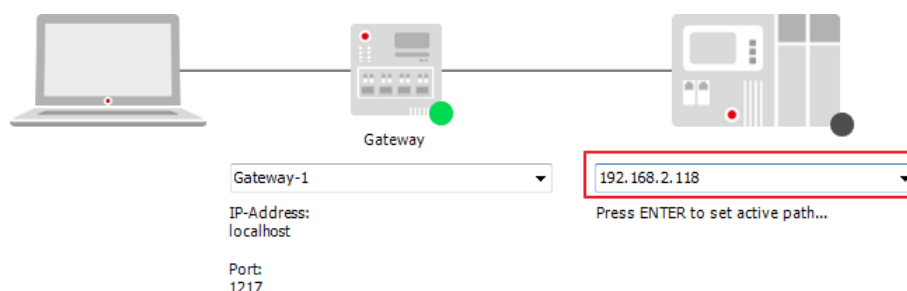 Gateway
Gateway-1
192.168.2.118
IP-Address:
localhost
Press ENTER to set active path...
Port:
1217